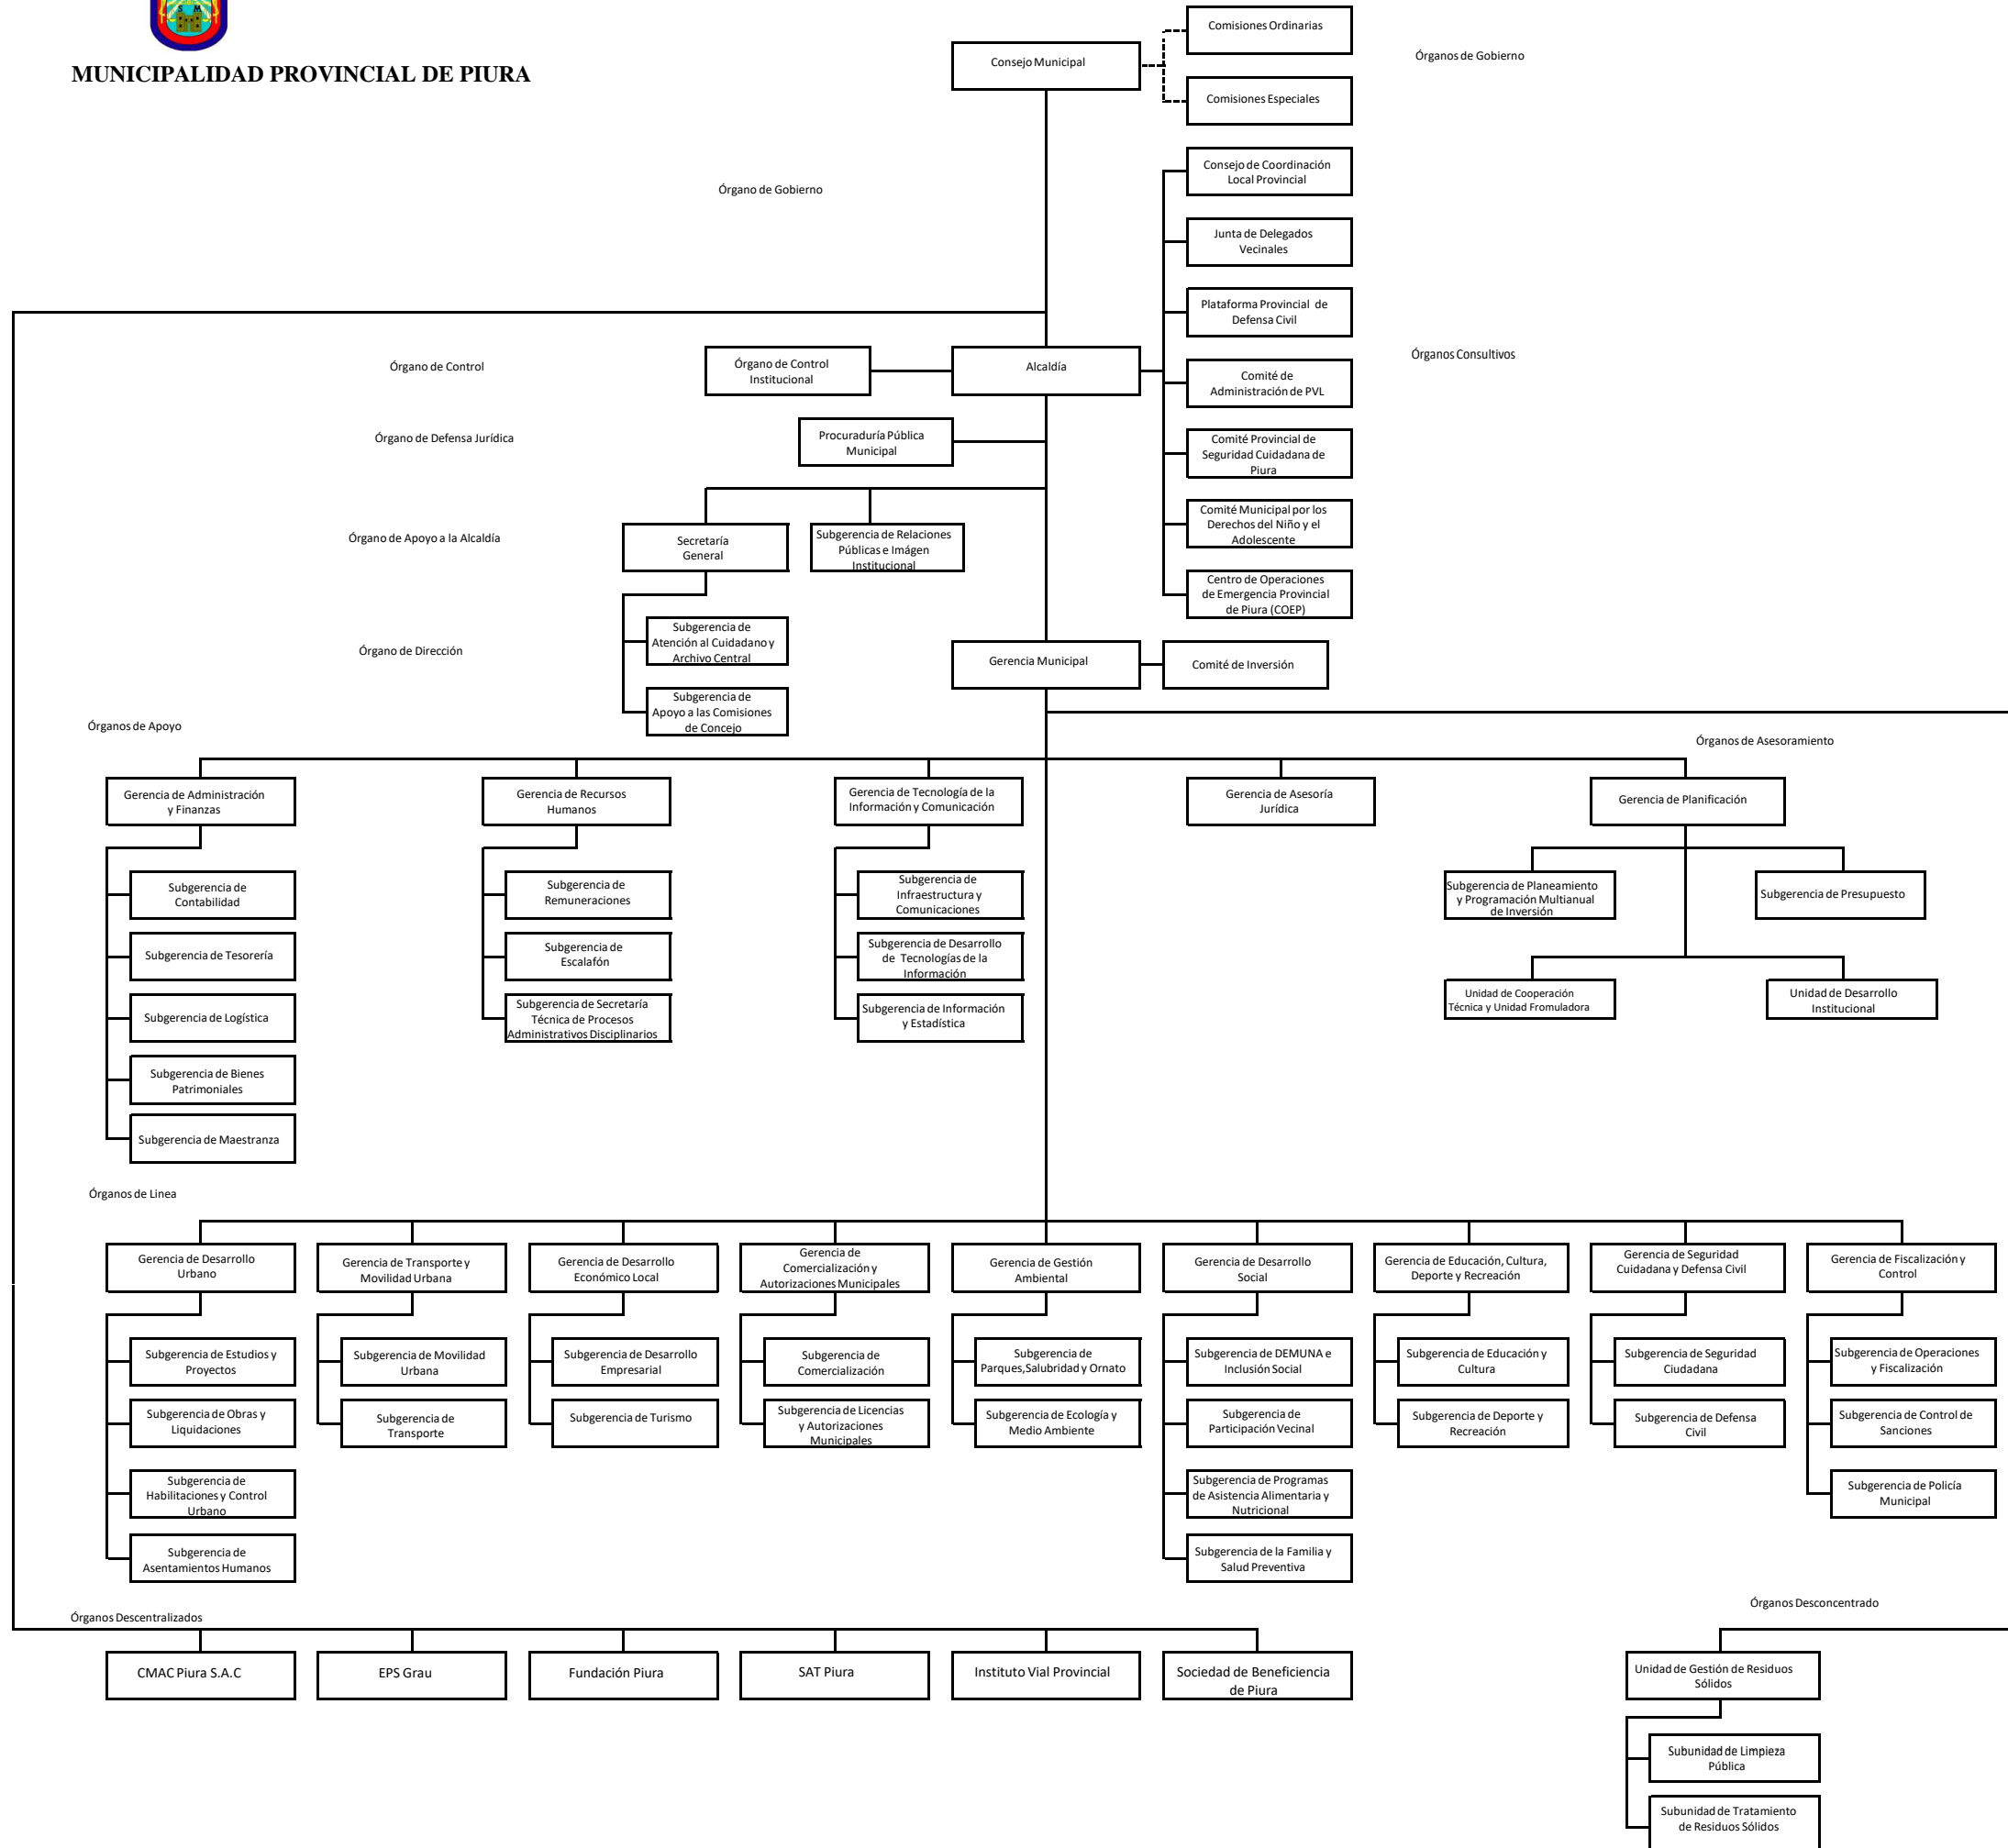 S M
MUNICIPALIDAD PROVINCIAL DE PIURA
Consejo Municipal
Comisiones Ordinarias
Comisiones Especiales
Órganos de Gobierno
Órgano de Gobierno
Consejo de Coordinación
Local Provincial
Junta de Delegados
Vecinales
Plataforma Provincial de
Defensa Civil
Órgano de Control
Órgano de Control
Institucional
Alcaldía
Órganos Consultivos
Comité de
Administración de PVL
Órgano de Defensa Jurídica
Procuraduría Pública
Municipal
Comité Provincial de
Seguridad Cuidadana de
Piura
Órgano de Apoyo a la Alcaldía
Secretaría
General
Subgerencia de Relaciones
Públicas e Imágen
Institucional
Comité Municipal por los
Derechos del Niño y el
Adolescente
Centro de Operaciones
de Emergencia Provincial
de Piura (COEP)
Órgano de Dirección
Subgerencia de
Atención al Cuidadano y
Archivo Central
Gerencia Municipal
Comité de Inversión
Subgerencia de
Apoyo a las Comisiones
de Concejo
Órganos de Apoyo
Órganos de Asesoramiento
Gerencia de Administración
y Finanzas
Gerencia de Recursos
Humanos
Gerencia de Tecnología de la
Información y Comunicación
Gerencia de Asesoría
Jurídica
Gerencia de Planificación
Subgerencia de
Contabilidad
Subgerencia de Tesorería
Subgerencia de Logística
Subgerencia de Bienes
Patrimoniales
Subgerencia de Maestranza
Subgerencia de
Remuneraciones
Subgerencia de
Escalafón
Subgerencia de Secretaría
Técnica de Procesos
Administrativos Disciplinarios
Subgerencia de
Infraestructura y
Comunicaciones
Subgerencia de Desarrollo
de Tecnologías de la
Información
Subgerencia de Información
y Estadística
Subgerencia de Planeamiento
y Programación Multianual
de Inversión
Subgerencia de Presupuesto
Unidad de Cooperación
Técnica y Unidad Fromuladora
Unidad de Desarrollo
Institucional
Órganos de Linea
Gerencia de Desarrollo
Urbano
Gerencia de Transporte y
Movilidad Urbana
Gerencia de Desarrollo
Económico Local
Gerencia de
Comercialización y
Autorizaciones Municipales
Gerencia de Gestión
Ambiental
Gerencia de Desarrollo
Social
Gerencia de Educación, Cultura,
Deporte y Recreación
Gerencia de Seguridad
Cuidadana y Defensa Civil
Gerencia de Fiscalización y
Control
Subgerencia de Estudios y
Proyectos
Subgerencia de Obras y
Liquidaciones
Subgerencia de
Habilitaciones y Control
Urbano
Subgerencia de
Asentamientos Humanos
Subgerencia de Movilidad
Urbana
Subgerencia de
Transporte
Subgerencia de Desarrollo
Empresarial
Subgerencia de Turismo
Subgerencia de
Comercialización
Subgerencia de Licencias
y Autorizaciones
Municipales
Subgerencia de
Parques,Salubridad y Ornato
Subgerencia de Ecología y
Medio Ambiente
Subgerencia de DEMUNA e
Inclusión Social
Subgerencia de
Participación Vecinal
Subgerencia de Programas
de Asistencia Alimentaria y
Nutricional
Subgerencia de la Familia y
Salud Preventiva
Subgerencia de Educación y
Cultura
Subgerencia de Deporte y
Recreación
Subgerencia de Seguridad
Ciudadana
Subgerencia de Defensa
Civil
Subgerencia de Operaciones
y Fiscalización
Subgerencia de Control de
Sanciones
Subgerencia de Policía
Municipal
Órganos Descentralizados
Órganos Desconcentrado
CMAC Piura S.A.C
EPS Grau
Fundación Piura
SAT Piura
Instituto Vial Provincial
Sociedad de Beneficiencia
de Piura
Unidad de Gestión de Residuos
Sólidos
Subunidad de Limpieza
Pública
Subunidad de Tratamiento
de Residuos Sólidos